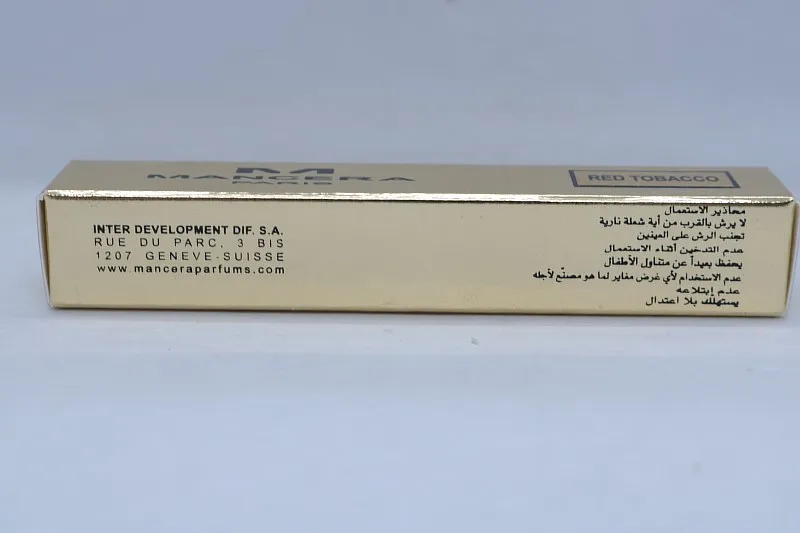 M
MANCERA
PARIS
RED TOBACCO
INTER DEVELOPMENT DIF. S.A.
RUE DU PARC, 3 BIS
1207 GENEVE-SUISSE
www.manceraparfums.com
محاذير الاستعمال
لا يرش بالقرب من أية شعلة نارية
تجنب الرش على العينين
عدم التدخين أثناء الاستعمال
يحفظ بعيداً عن متناول الأطفال
عدم الاستخدام لأي غرض مغاير لما هو مصنّع لأجله
عدم إبتلاعه
يستهلك بلا اعتدال